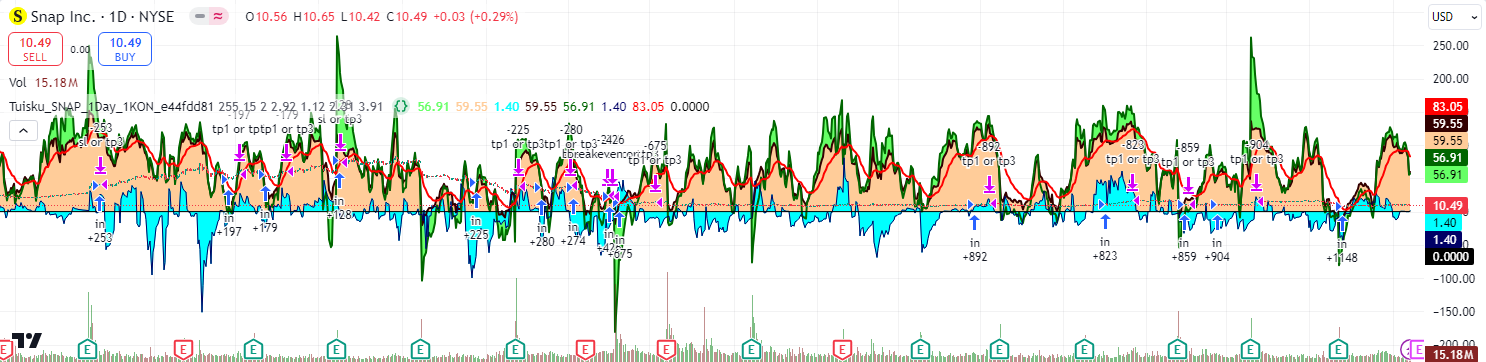 S Snap Inc. · 1D · NYSE
O10.56 H10.65 L10.42 C10.49 +0.03 (+0.29%)
USD
10.49
SELL
0.00
10.49
BUY
Vol 15.18M
Tuisku_SNAP_1Day_1KON_e44fdd81 255.15 2 2.92 1.12 2.31 3.91 56.91 59.55 1.40 59.55 56.91 1.40 83.05 0.0000
250.00
200.00
83.05
59.55
59.55
56.91
56.91
10.49
1.40
1.40
0.0000
−100.00
−150.00
15.18M
-253
sl or tp3
in
+253
-197
tp1 or tp
in
+197
-179
tp1 or tp3
in
+179
sl or tp3
in
+128
-225
tp1 or tp3
in
+225
in
+280
-280
tp1 or tp3
in
+274
breakeven
in
in
+675
-675
tp1 or tp3
-892
tp1 or tp3
in
+892
-823
tp1 or tp3
in
+823
-859
tp1 or tp3
in
+859
in
+904
-904
tp1 or tp3
in
+1148
E E E E E E E E E E E E E E E E E